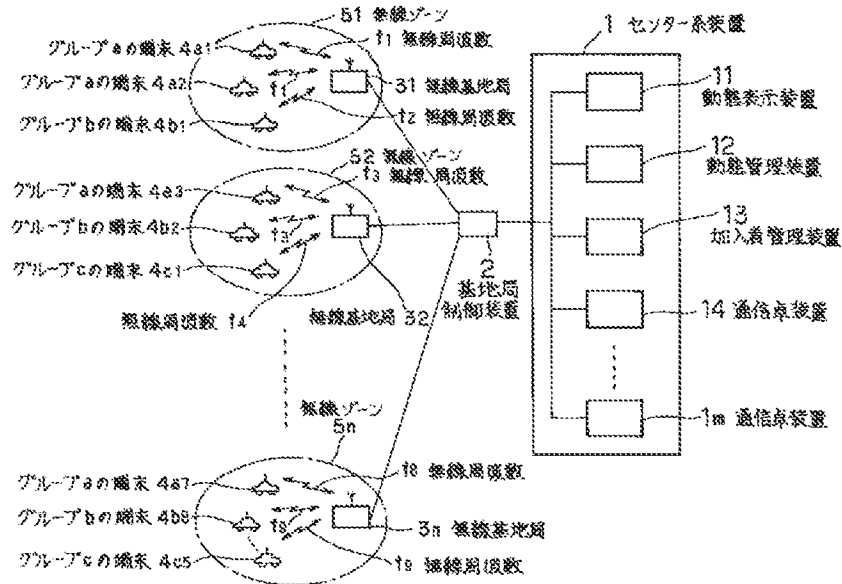 51 無線ゾーン
グループaの端末 4a1
f1 無線周波数
グループaの端末 4a2
31 無線基地局
f1
f2 無線周波数
グループbの端末 4b1
52 無線ゾーン
f3 無線周波数
グループaの端末 4a3
グループbの端末 4b2
f3
グループcの端末 4c1
無線周波数 f4
無線基地局 32
2
基地局
制御装置
1 センター系装置
11
動態表示装置
12
動態管理装置
13
加入者管理装置
14 通信卓装置
1m 通信卓装置
無線ゾーン
5n
グループaの端末 4a7
f8 無線周波数
グループbの端末 4b8
f8
3n 無線基地局
グループcの端末 4c5
f9 無線周波数